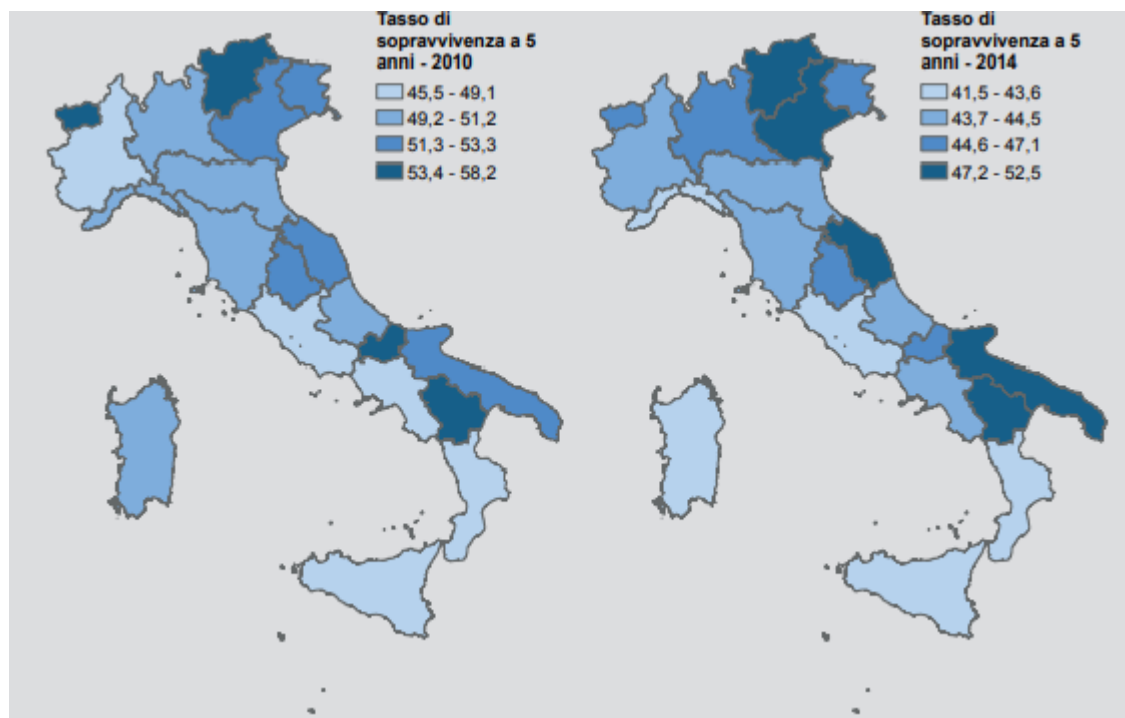 Tasso di
sopravvivenza a 5
anni - 2010
45,5 - 49,1
49,2 - 51,2
51,3 - 53,3
53,4 - 58,2
Tasso di
sopravvivenza a 5
anni - 2014
41,5 - 43,6
43,7 - 44,5
44,6 - 47,1
47,2 - 52,5